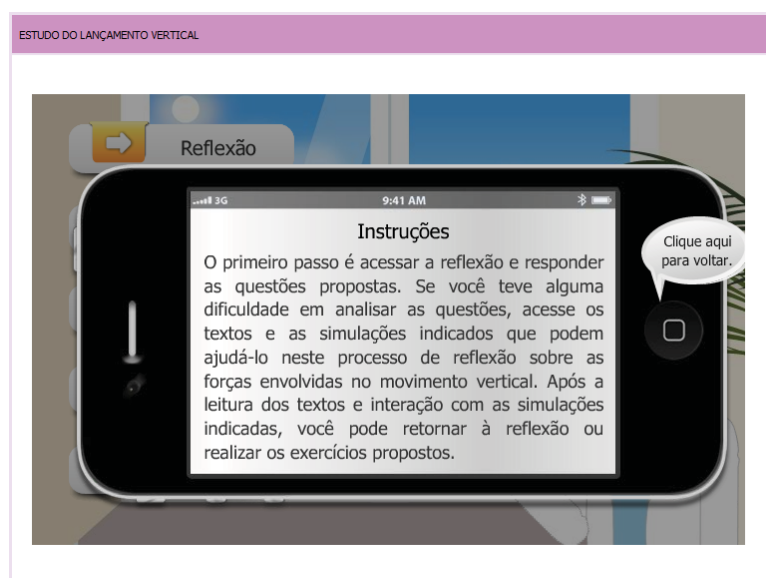 ESTUDO DO LANÇAMENTO VERTICAL
Reflexão
3G 9:41 AM
Instruções
O primeiro passo é acessar a reflexão e responder
as questões propostas. Se você teve alguma
dificuldade em analisar as questões, acesse os
textos e as simulações indicados que podem
ajudá-lo neste processo de reflexão sobre as
forças envolvidas no movimento vertical. Após a
leitura dos textos e interação com as simulações
indicadas, você pode retornar à reflexão ou
realizar os exercícios propostos.
Clique aqui
para voltar.